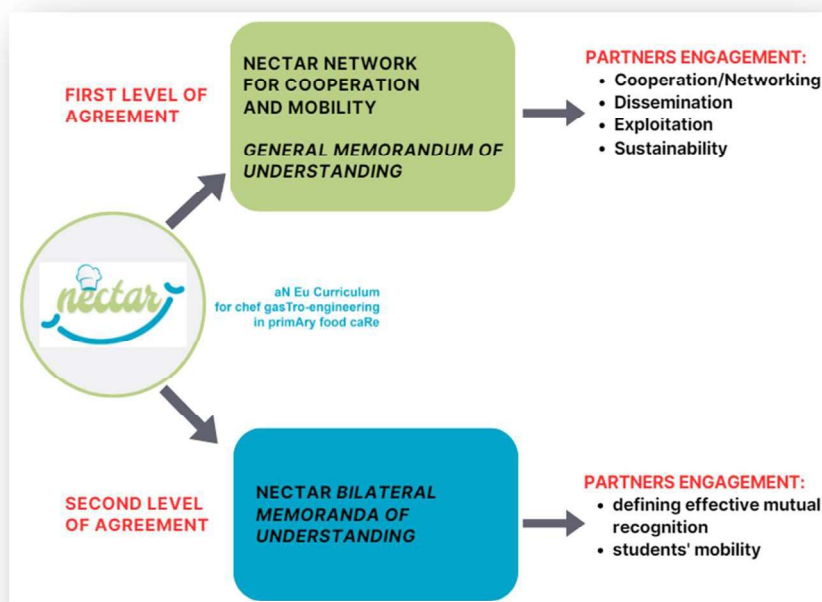 FIRST LEVEL OF
AGREEMENT
NECTAR NETWORK
FOR COOPERATION
AND MOBILITY
GENERAL MEMORANDUM OF
UNDERSTANDING
PARTNERS ENGAGEMENT:
• Cooperation/Networking
• Dissemination
• Exploitation
• Sustainability
nectar
aN Eu Curriculum
for chef gasTro-engineering
in primAry food caRe
SECOND LEVEL
OF AGREEMENT
NECTAR BILATERAL
MEMORANDA OF
UNDERSTANDING
PARTNERS ENGAGEMENT:
• defining effective mutual
recognition
• students' mobility